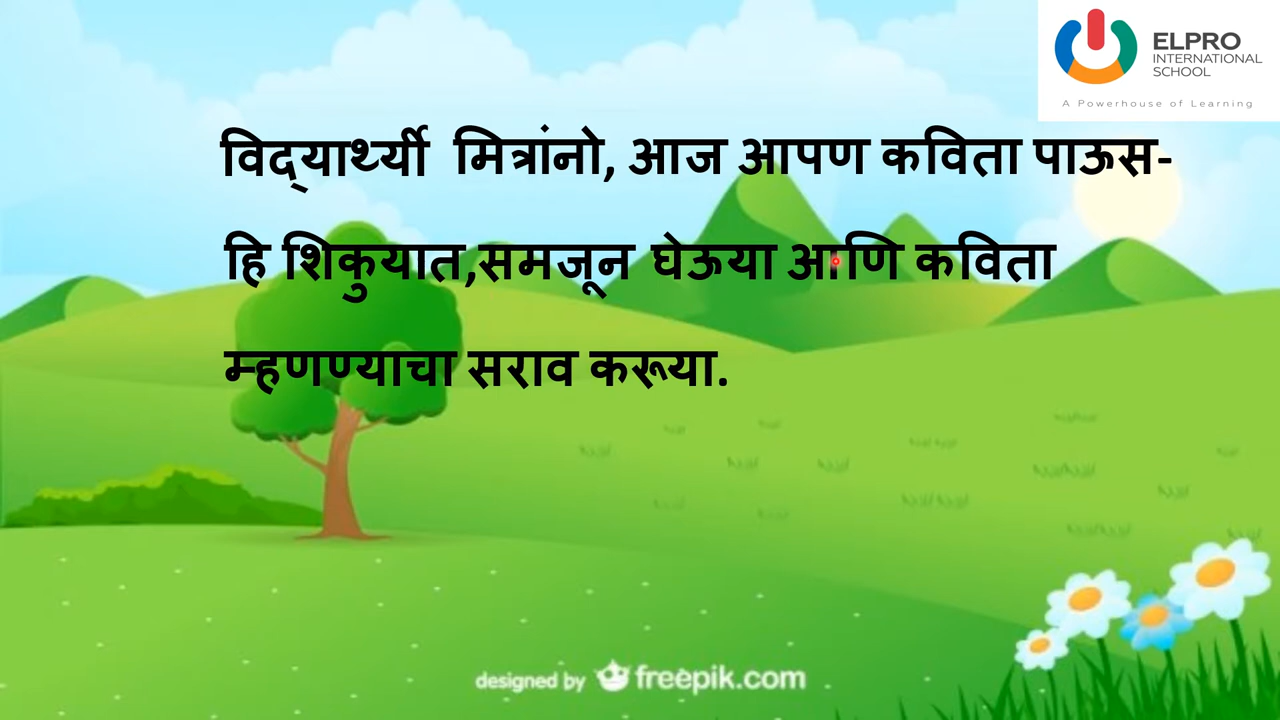 ELPRO
INTERNATIONAL
SCHOOL
A Powerhouse of Learning
विद्यार्थ्यी मित्रांनो, आज आपण कविता पाऊस-
हि शिकुयात,समजून घेऊया आणि कविता
म्हणण्याचा सराव करूया.
designed by freepik.com